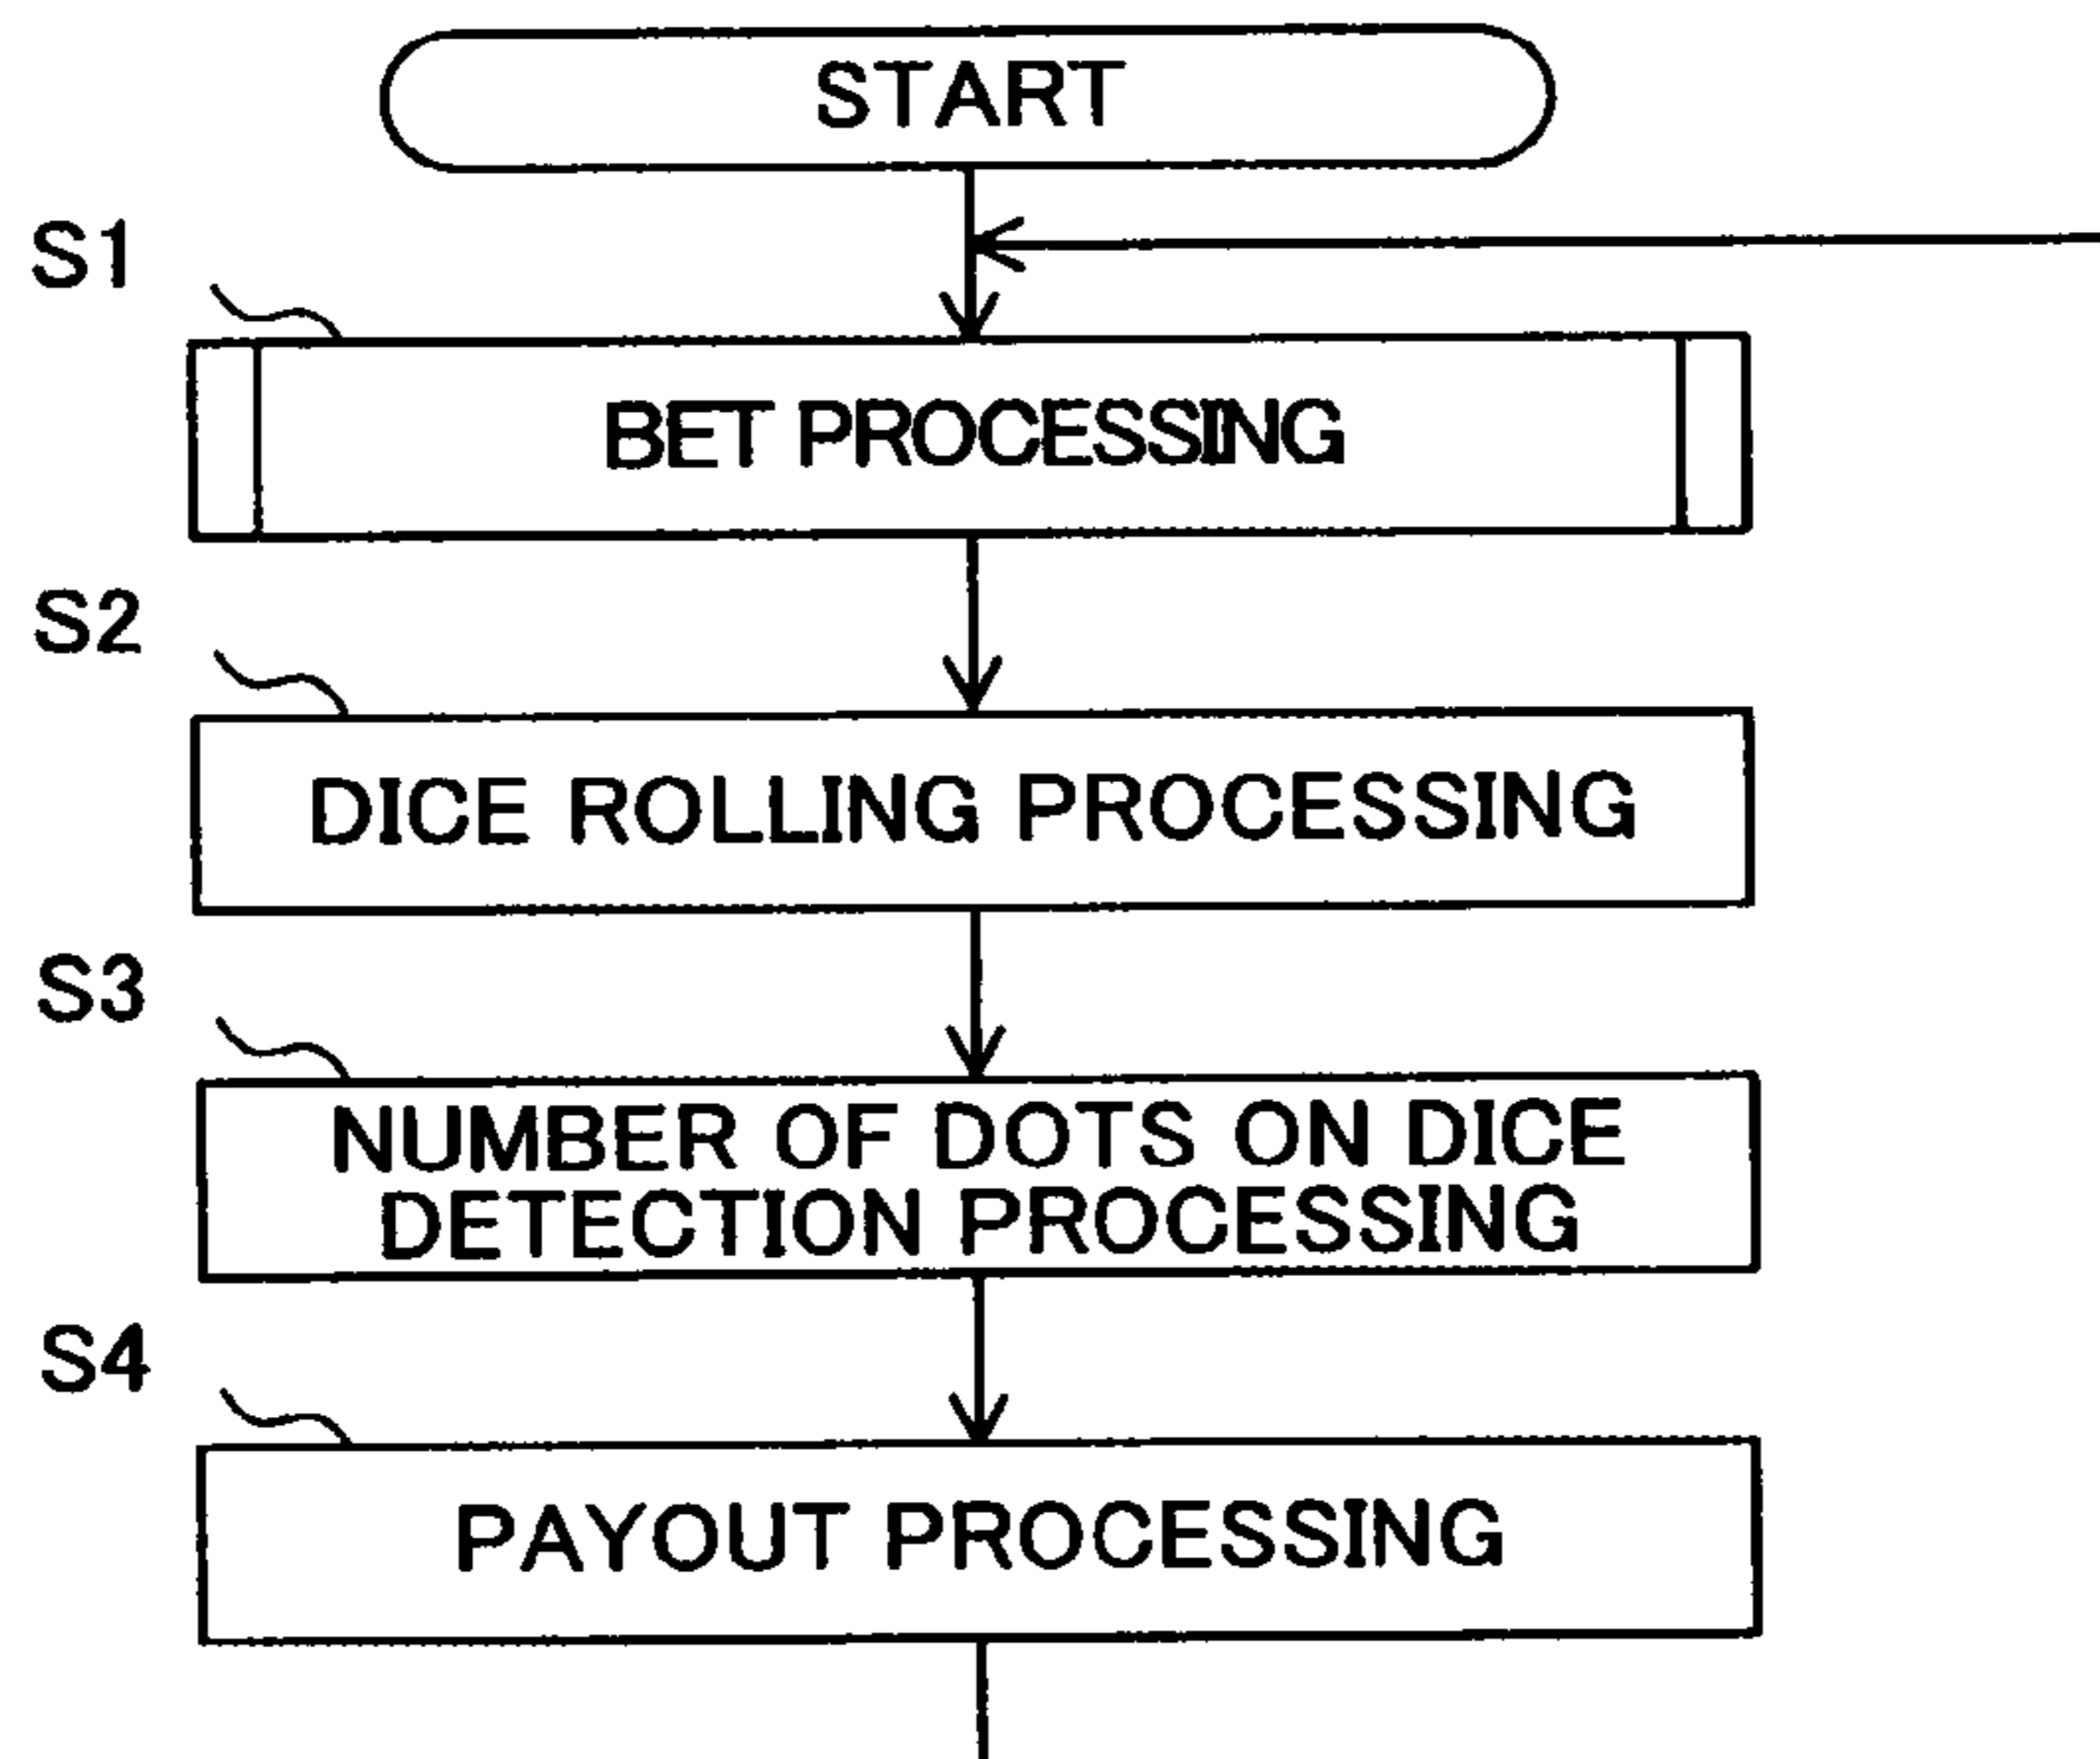 START
S1
BET PROCESSING
S2
DICE ROLLING PROCESSING
S3
NUMBER OF DOTS ON DICE
DETECTION PROCESSING
S4
PAYOUT PROCESSING